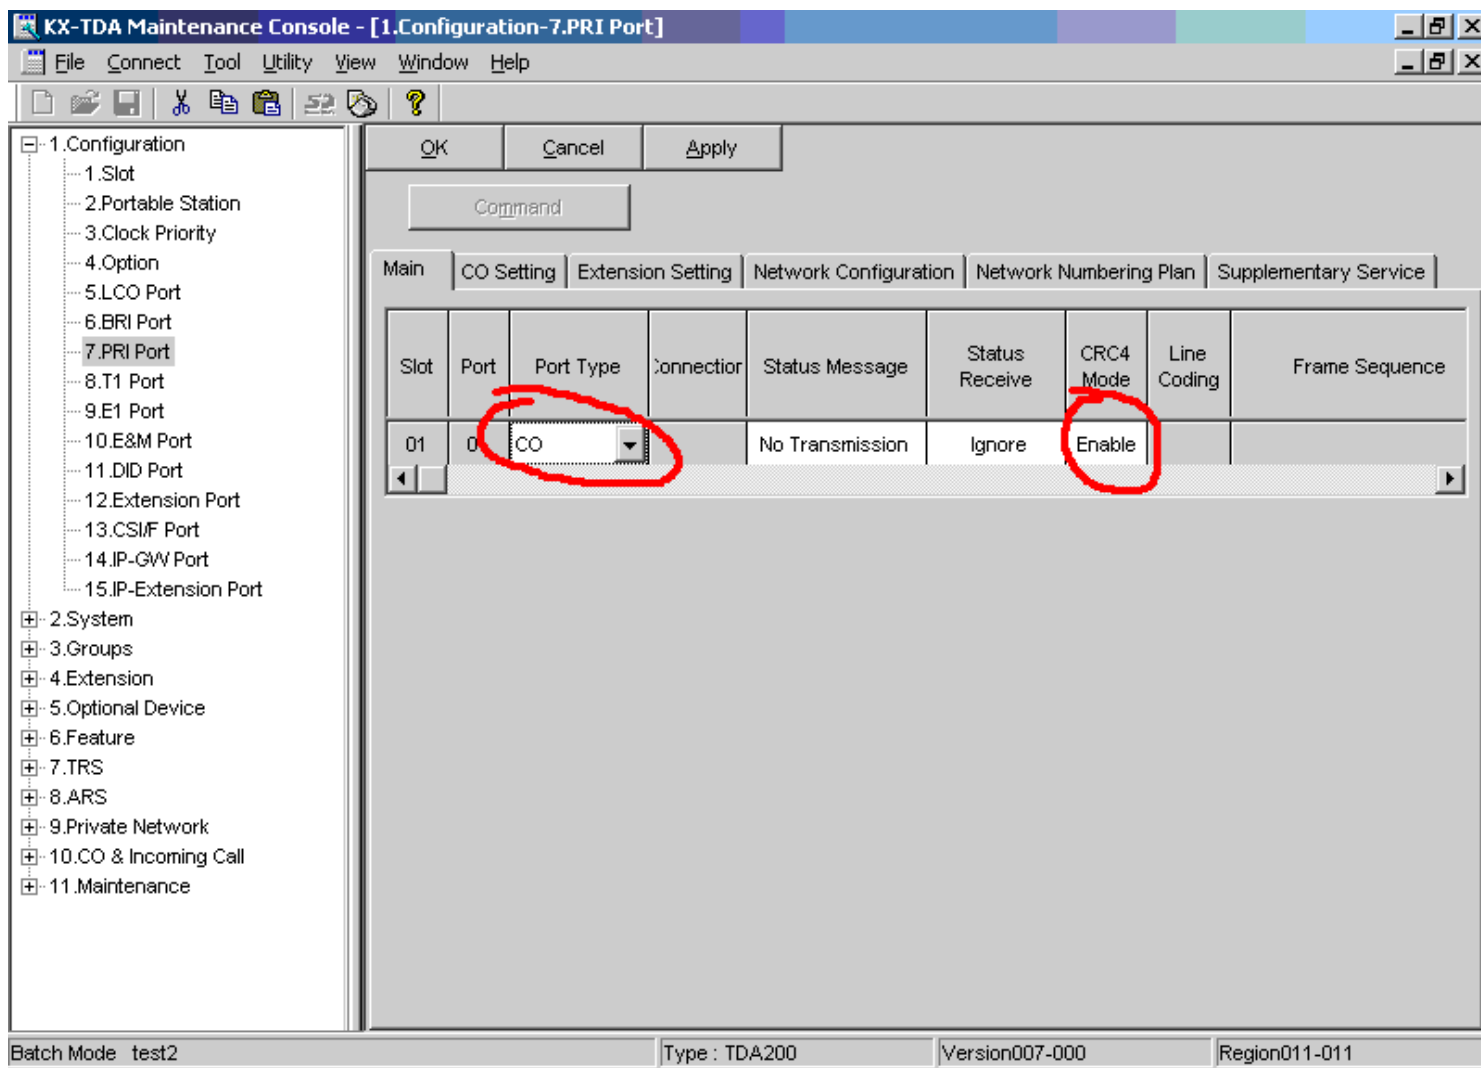 KX-TDA Maintenance Console - [1.Configuration-7.PRI Port]
File Connect Tool Utility View Window Help
1.Configuration
1.Slot
2.Portable Station
3.Clock Priority
4.Option
5.LCO Port
6.BRI Port
7.PRI Port
8.T1 Port
9.E1 Port
10.E&M Port
11.DID Port
12.Extension Port
13.CSI/F Port
14.IP-GW Port
15.IP-Extension Port
2.System
3.Groups
4.Extension
5.Optional Device
6.Feature
7.TRS
8.ARS
9.Private Network
10.CO & Incoming Call
11.Maintenance
OK Cancel Apply
Command
Main CO Setting Extension Setting Network Configuration Network Numbering Plan Supplementary Service
Slot Port Port Type Connection Status Message Status Receive CRC4 Mode Line Coding Frame Sequence
01 CO No Transmission Ignore Enable
Batch Mode test2 Type : TDA200 Version007-000 Region011-011